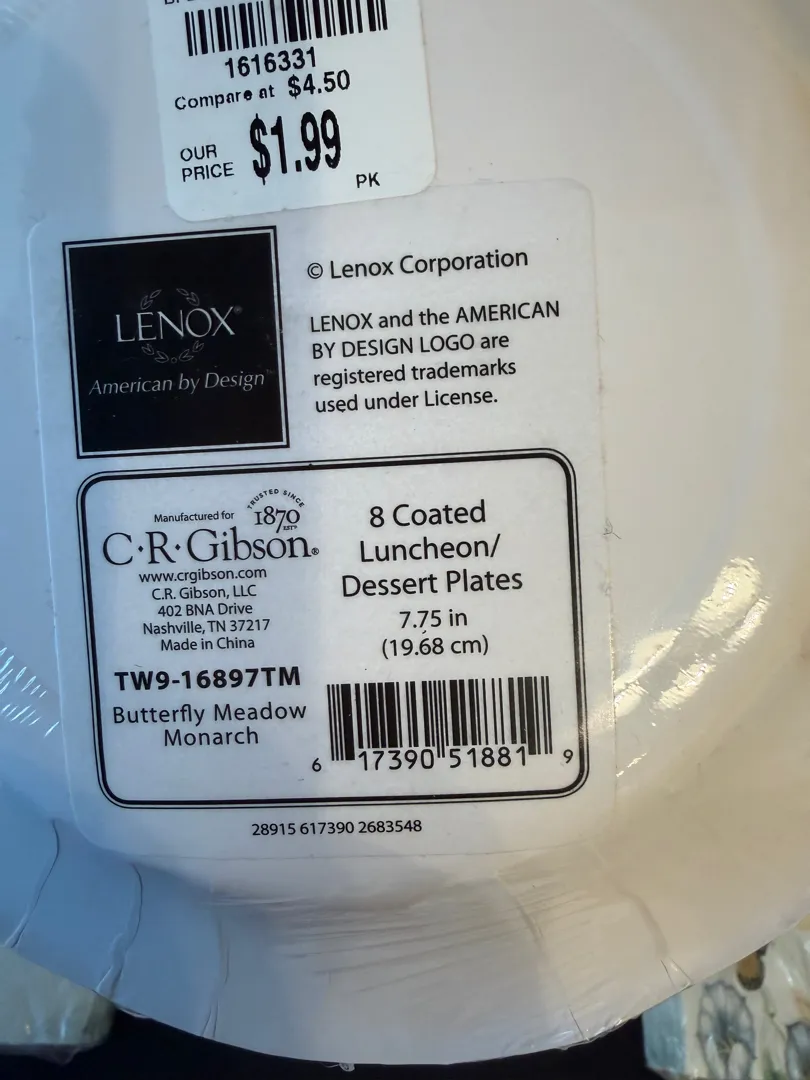 1616331
Compare at $4.50
OUR
PRICE $1.99
PK
LENOX®
American by Design
© Lenox Corporation
LENOX and the AMERICAN
BY DESIGN LOGO are
registered trademarks
used under License.
TRUSTED SINCE
Manufactured for 1870
EST'D
C·R·Gibson®
www.crgibson.com
C.R. Gibson, LLC
402 BNA Drive
Nashville, TN 37217
Made in China
TW9-16897TM
Butterfly Meadow
Monarch
8 Coated
Luncheon/
Dessert Plates
7.75 in
(19.68 cm)
6 17390 51881 9
28915 617390 2683548